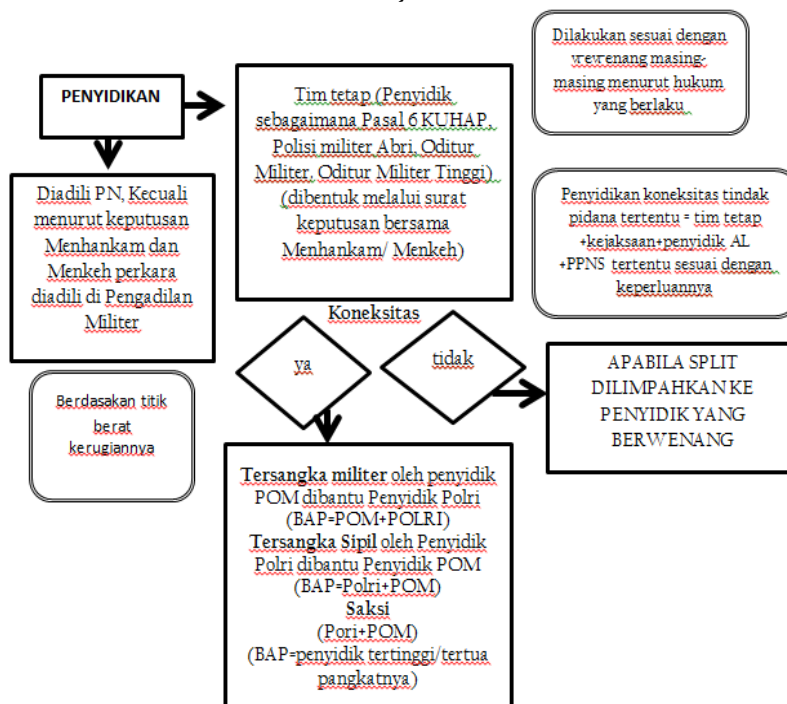 PENYIDIKAN
Tim tetap (Penyidik
sebagaimana Pasal 6 KUHAP,
Polisi militer Abri, Oditur
Militer, Oditur Militer Tinggi)
(dibentuk melalui surat
keputusan bersama
Menhankam/ Menkeh)
Dilakukan sesuai dengan
vrevrenang masing-
masing menurut hukum
yang berlaku
Diadili PN, Kecuali
menurut keputusan
Menhankam dan
Menkeh perkara
diadili di Pengadilan
Militer
Penyidikan koneksitas tindak
pidana tertentu = tim tetap
+kejaksaan+penyidik AL
+PPNS tertentu sesuai dengan
keperluannya
Koneksitas
ya
tidak
Berdasakan titik
berat
kerugiannya
APABILA SPLIT
DILIMPAHKAN KE
PENYIDIK YANG
BERWENANG
Tersangka militer oleh penyidik
POM dibantu Penyidik Polri
(BAP=POM+POLRI)
Tersangka Sipil oleh Penyidik
Polri dibantu Penyidik POM
(BAP=Polri+POM)
Saksi
(Pori+POM)
(BAP=penyidik tertinggi/tertua
pangkatnya)